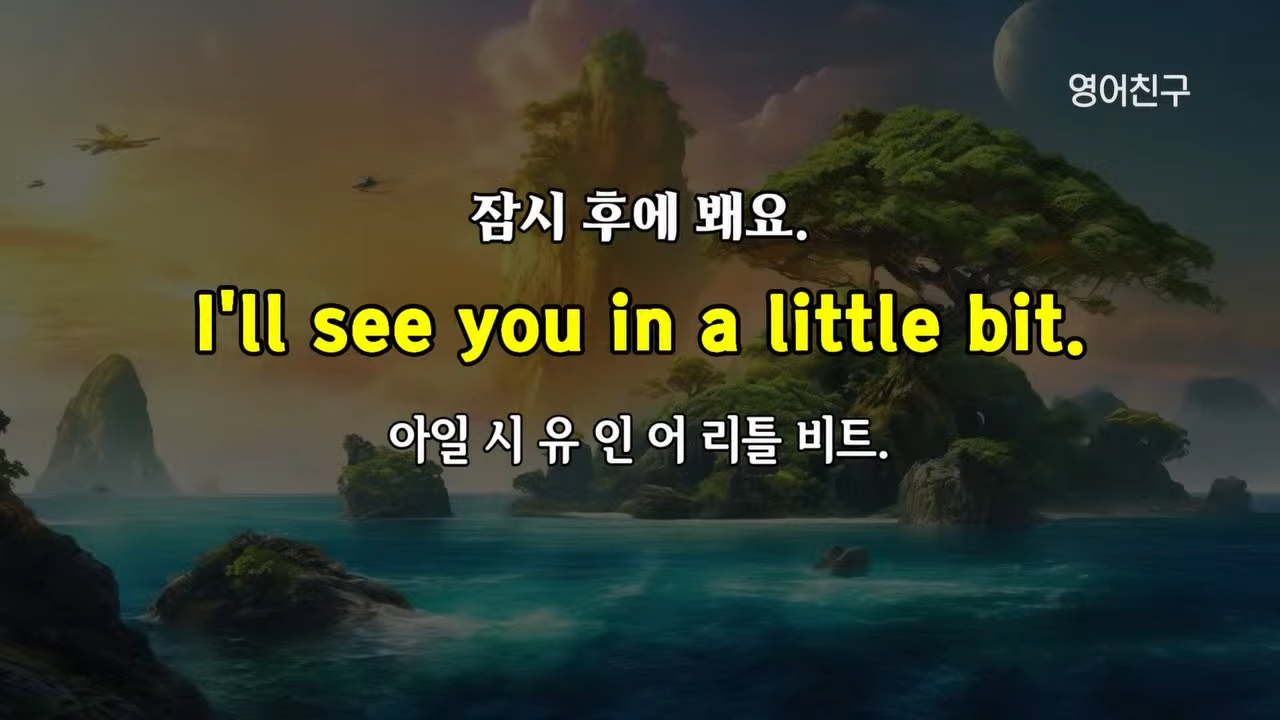 영어친구
잠시 후에 봬요.
I'll see you in a little bit.
아일 시 유 인 어 리틀 비트.